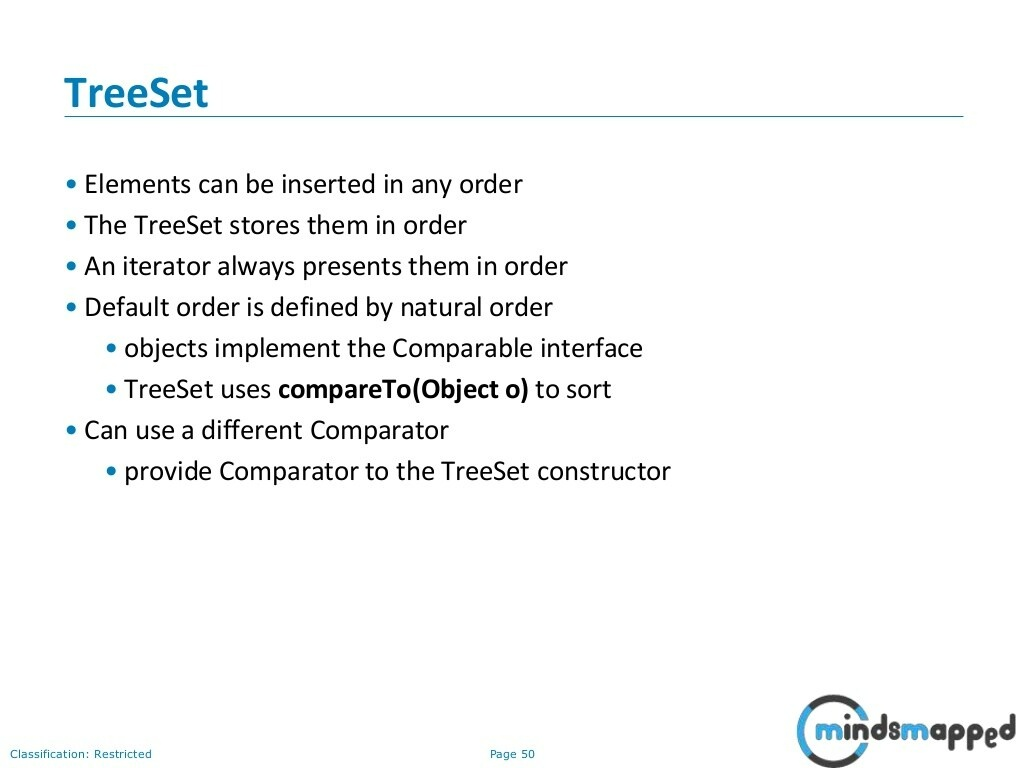 TreeSet
• Elements can be inserted in any order
• The TreeSet stores them in order
• An iterator always presents them in order
• Default order is defined by natural order
• objects implement the Comparable interface
• TreeSet uses compareTo(Object o) to sort
• Can use a different Comparator
• provide Comparator to the TreeSet constructor
mindsmapped
Classification: Restricted
Page 50